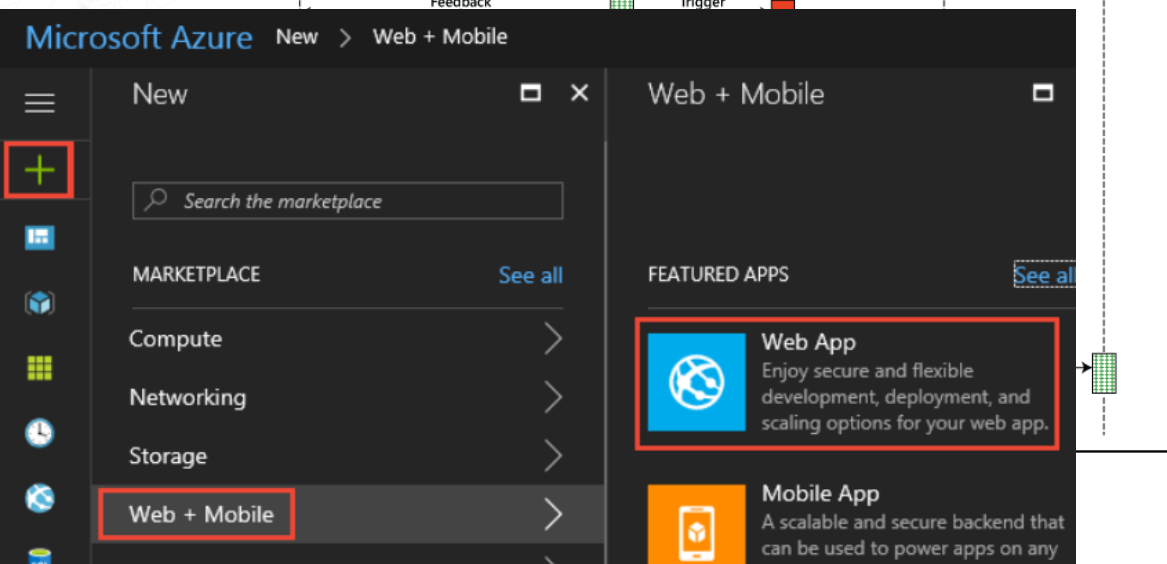 Feedback
Trigger
Microsoft Azure New > Web + Mobile
New
Web + Mobile
Search the marketplace
MARKETPLACE
See all
FEATURED APPS
See all
Compute
Networking
Storage
Web + Mobile
Web App
Enjoy secure and flexible
development, deployment, and
scaling options for your web app.
Mobile App
A scalable and secure backend that
can be used to power apps on any